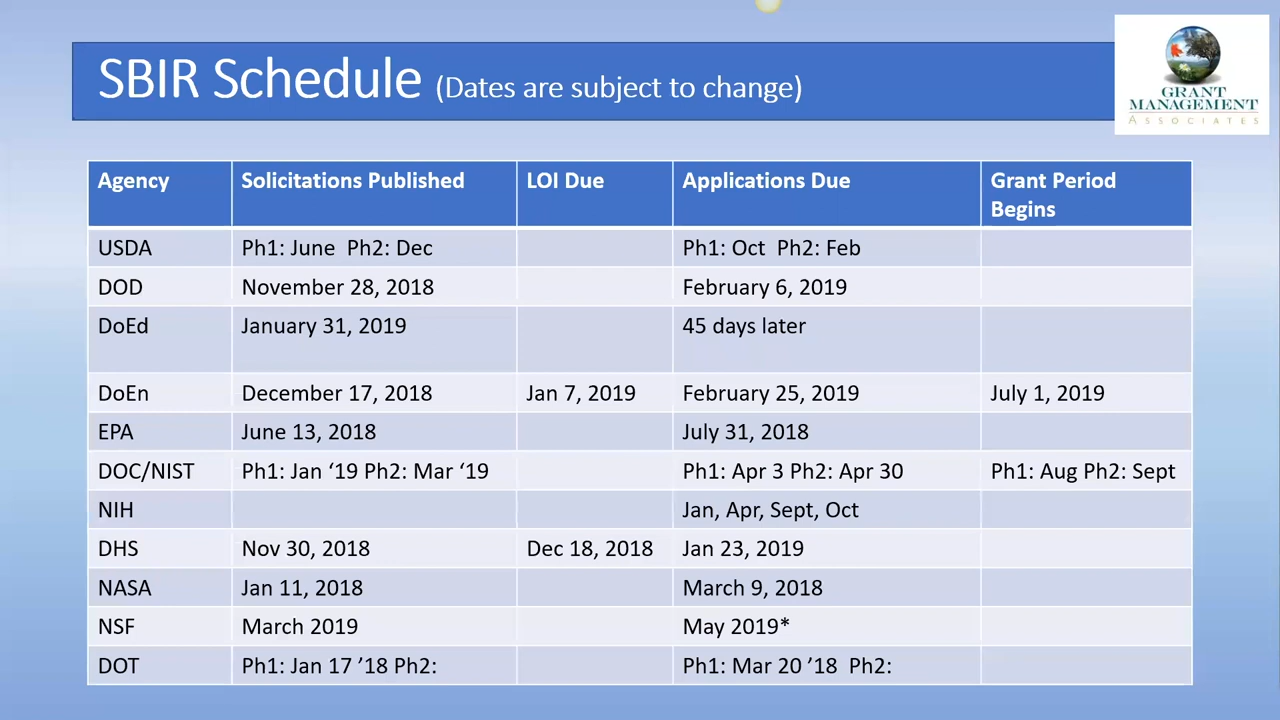 SBIR Schedule (Dates are subject to change)
GRANT
MANAGEMENT
ASSOCIATES
Agency Solicitations Published LOI Due Applications Due Grant Period
Begins
USDA Ph1: June Ph2: Dec Ph1: Oct Ph2: Feb
DOD November 28, 2018 February 6, 2019
DoEd January 31, 2019 45 days later
DoEn December 17, 2018 Jan 7, 2019 February 25, 2019 July 1, 2019
EPA June 13, 2018 July 31, 2018
DOC/NIST Ph1: Jan ‘19 Ph2: Mar ‘19 Ph1: Apr 3 Ph2: Apr 30 Ph1: Aug Ph2: Sept
NIH Jan, Apr, Sept, Oct
DHS Nov 30, 2018 Dec 18, 2018 Jan 23, 2019
NASA Jan 11, 2018 March 9, 2018
NSF March 2019 May 2019*
DOT Ph1: Jan 17 ’18 Ph2: Ph1: Mar 20 ’18 Ph2: